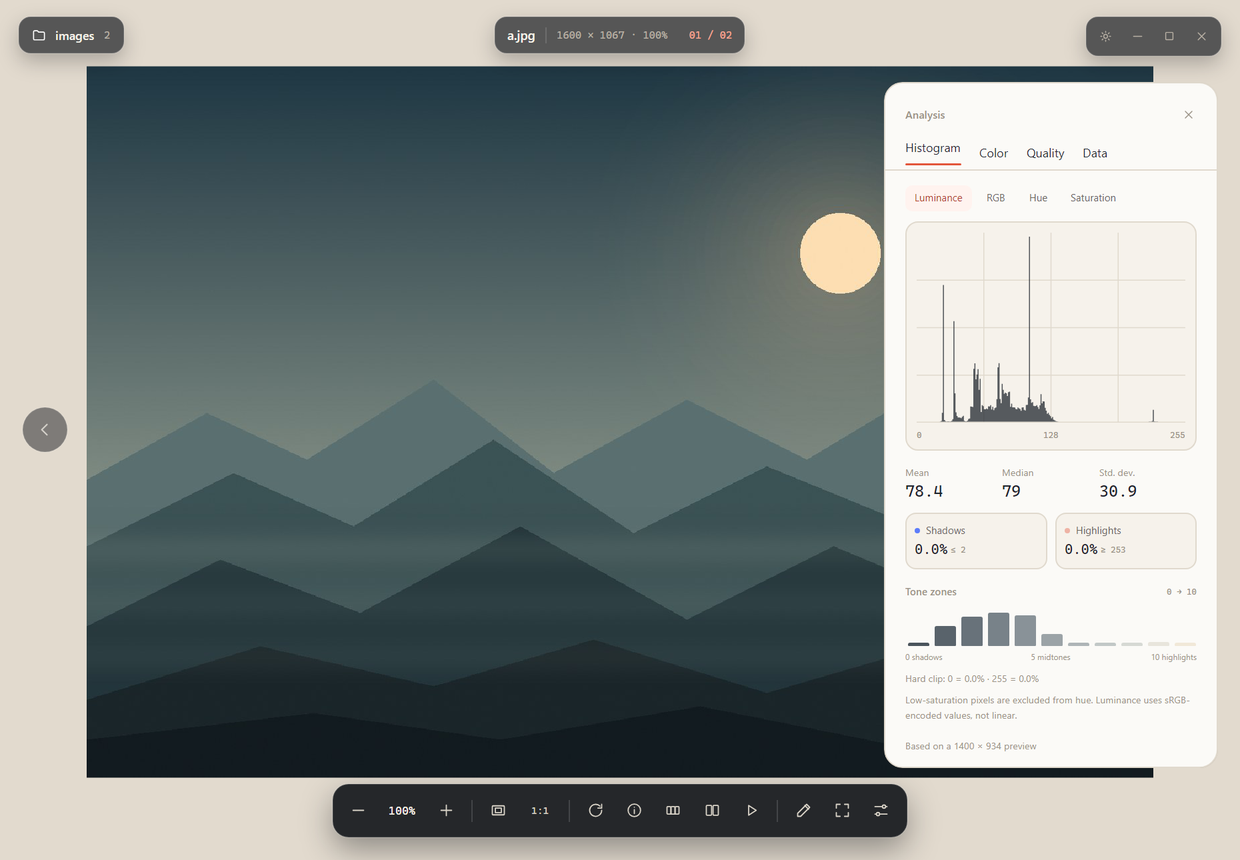 images 2
a.jpg 1600 × 1067 · 100% 01 / 02
Analysis
Histogram Color Quality Data
Luminance RGB Hue Saturation
0 128 255
Mean Median Std. dev.
78.4 79 30.9
Shadows Highlights
0.0% ≤ 2 0.0% ≥ 253
Tone zones 0 → 10
0 shadows 5 midtones 10 highlights
Hard clip: 0 = 0.0% · 255 = 0.0%
Low-saturation pixels are excluded from hue. Luminance uses sRGB-
encoded values, not linear.
Based on a 1400 × 934 preview
100% 1:1